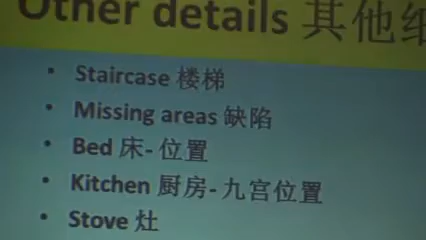 Other details 其他细
• Staircase 楼梯
• Missing areas 缺陷
• Bed 床- 位置
• Kitchen 厨房- 九宫位置
• Stove 灶